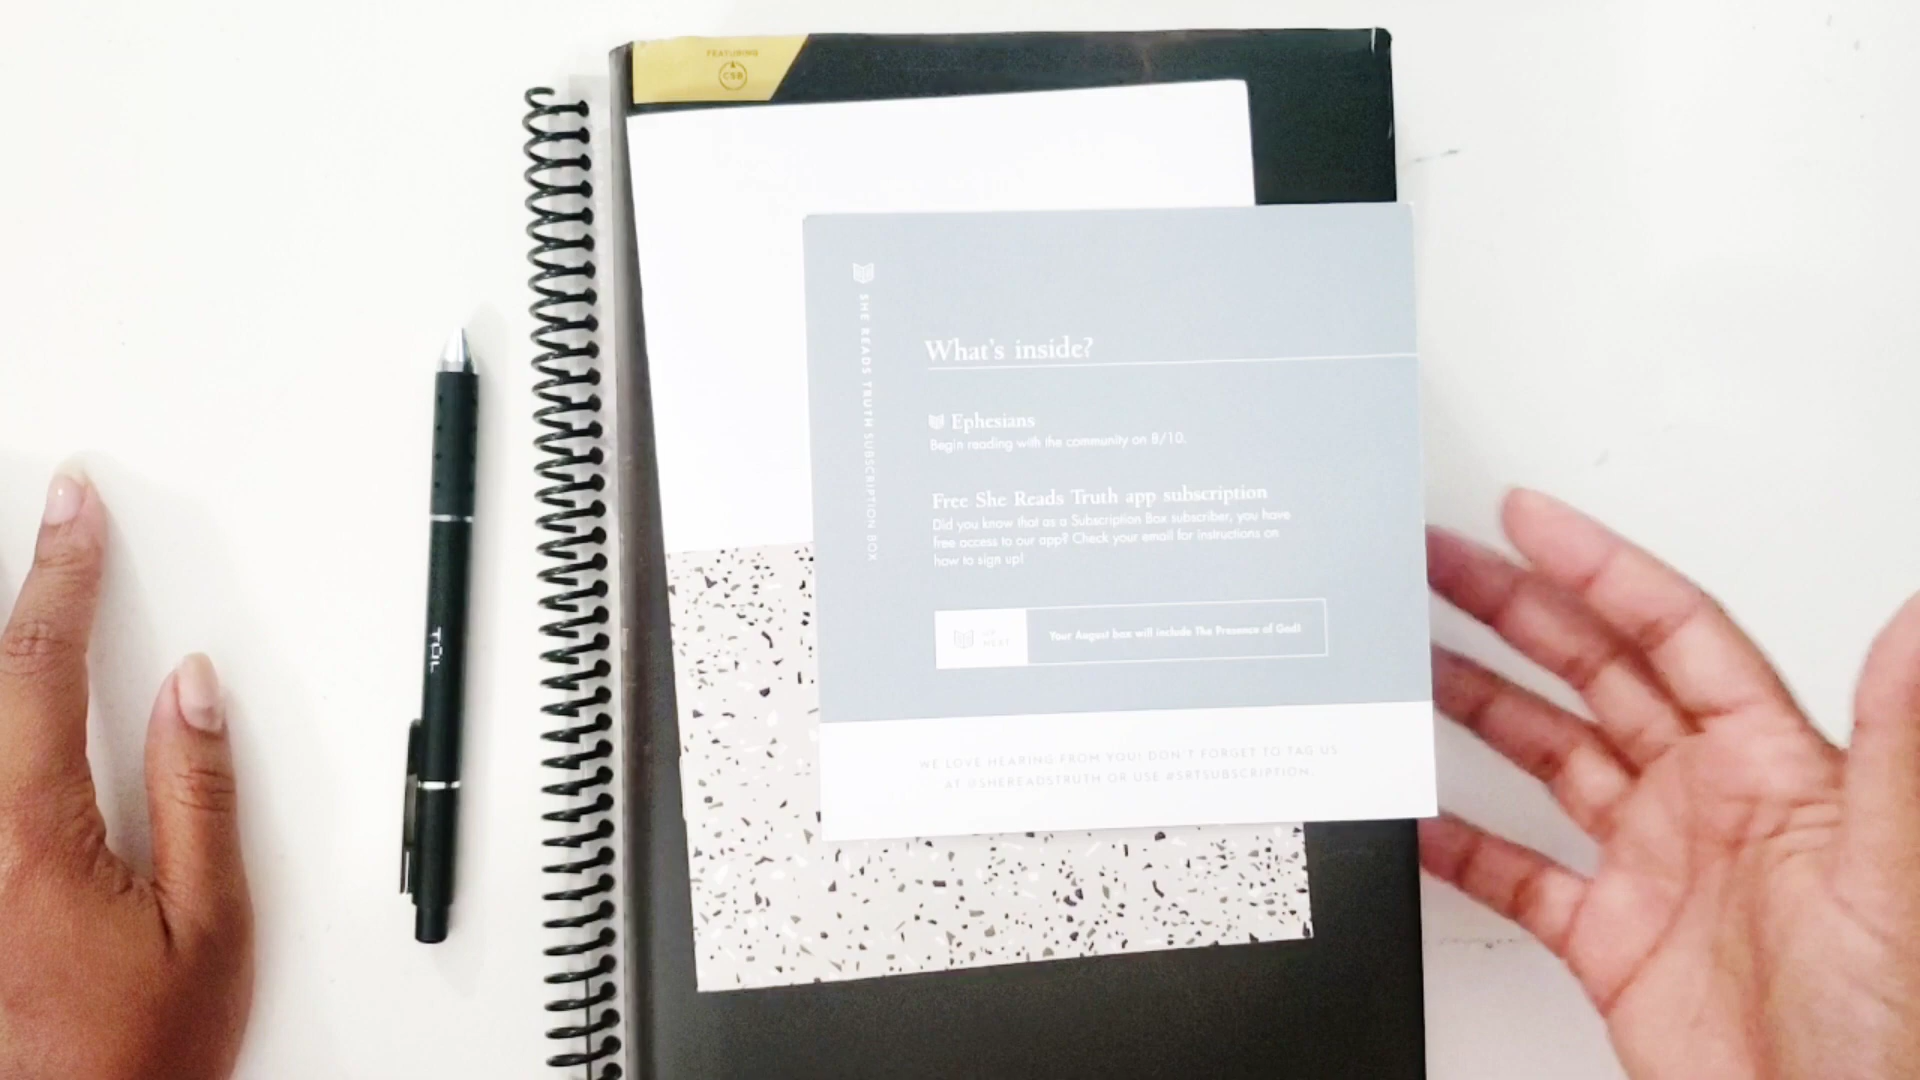 FEATURING
CSB
SHE READS TRUTH SUBSCRIPTION BOX
What's inside?
Ephesians
Begin reading with the community on 8/10.
Free She Reads Truth app subscription
Did you know that as a Subscription Box subscriber, you have
free access to our app? Check your email for instructions on
how to sign up!
UP
NEXT
Your August box will include The Presence of God!
WE LOVE HEARING FROM YOU! DON'T FORGET TO TAG US
AT @SHEREADSTRUTH OR USE #SRTSUBSCRIPTION.
TUL